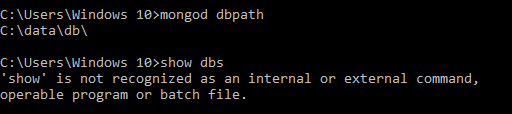 C:\Users\Windows 10>mongod dbpath
C:\data\db\
C:\Users\Windows 10>show dbs
'show' is not recognized as an internal or external command,
operable program or batch file.